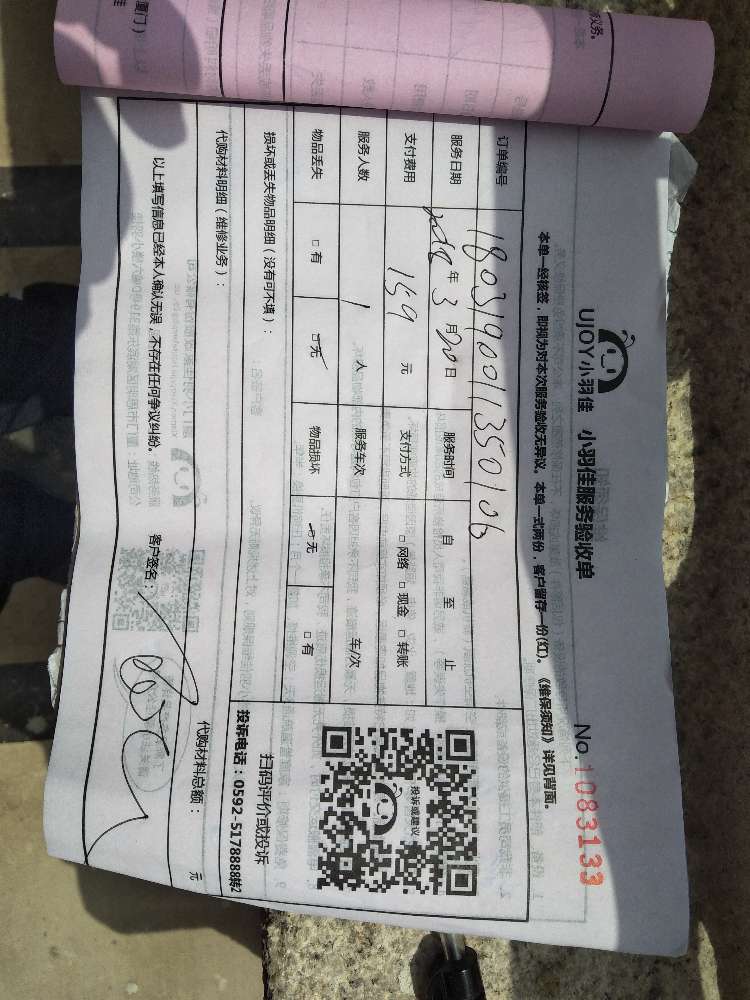 UJOY小羽佳 小羽佳服务验收单
No.1083133
本单一经核签，即视为对本次服务验收无异议。本单一式两份，客户留存一份(红)。《维保须知》详见背面。
订单编号 180319001350106
服务日期 年 3 月 20 日 服务时间 自 至 止
支付费用 159 元 支付方式 □网络 □现金 □转账
服务人数 1 人 服务车次 车/次
物品丢失 □有 □无 物品损坏 □无 □有
损坏或丢失物品明细（没有可不填）：
代购材料明细（维修业务）：
代购材料总额： 元
以上填写信息已经本人确认无误，不存在任何争议纠纷。 客户签名：
投诉或建议
扫码评价或投诉
投诉电话：0592-5178888转2